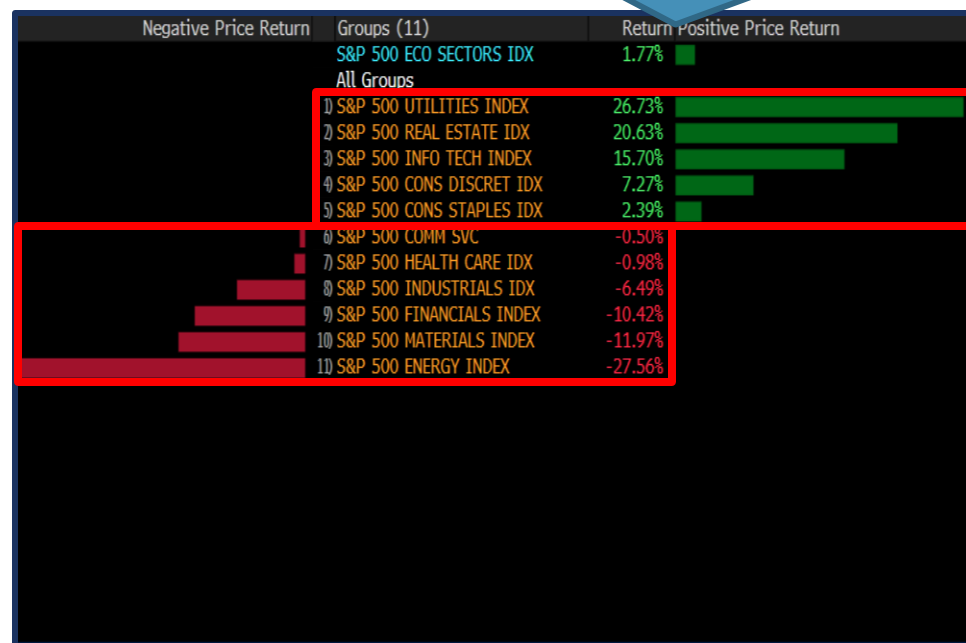 Negative Price Return Groups (11) Return Positive Price Return
S&P 500 ECO SECTORS IDX 1.77%
All Groups
1) S&P 500 UTILITIES INDEX 26.73%
2) S&P 500 REAL ESTATE IDX 20.63%
3) S&P 500 INFO TECH INDEX 15.70%
4) S&P 500 CONS DISCRET IDX 7.27%
5) S&P 500 CONS STAPLES IDX 2.39%
6) S&P 500 COMM SVC -0.50%
7) S&P 500 HEALTH CARE IDX -0.98%
8) S&P 500 INDUSTRIALS IDX -6.49%
9) S&P 500 FINANCIALS INDEX -10.42%
10) S&P 500 MATERIALS INDEX -11.97%
11) S&P 500 ENERGY INDEX -27.56%